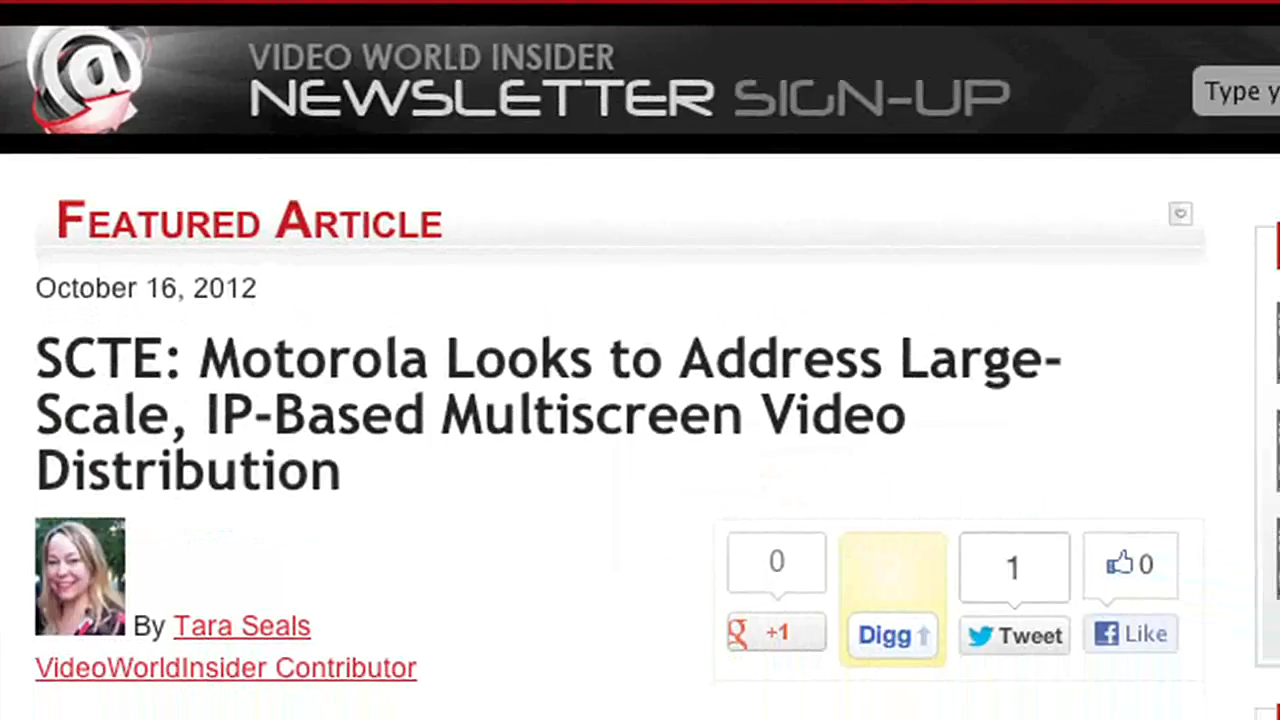 VIDEO WORLD INSIDER
NEWSLETTER SIGN-UP
Type y
FEATURED ARTICLE
October 16, 2012
SCTE: Motorola Looks to Address Large-
Scale, IP-Based Multiscreen Video
Distribution
By Tara Seals
VideoWorldInsider Contributor
0
1
0
g +1
Digg
Tweet
Like